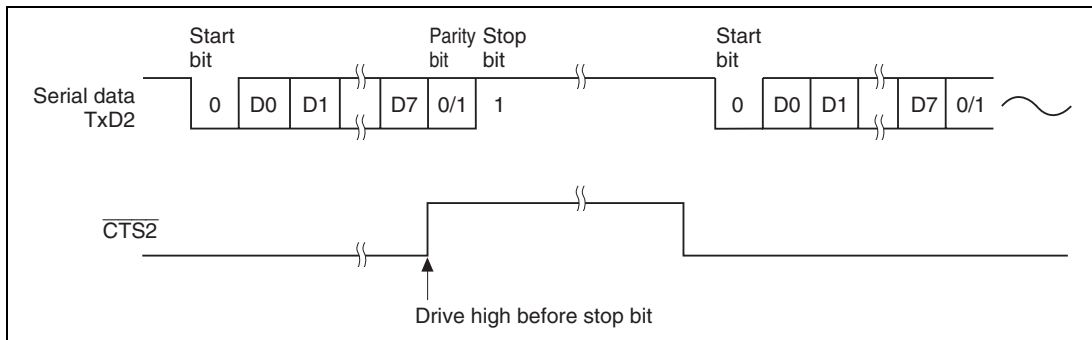 Start bit
Parity bit
Stop bit
Start bit
Serial data TxD2
0 D0 D1 D7 0/1 1 0 D0 D1 D7 0/1
CTS2
Drive high before stop bit